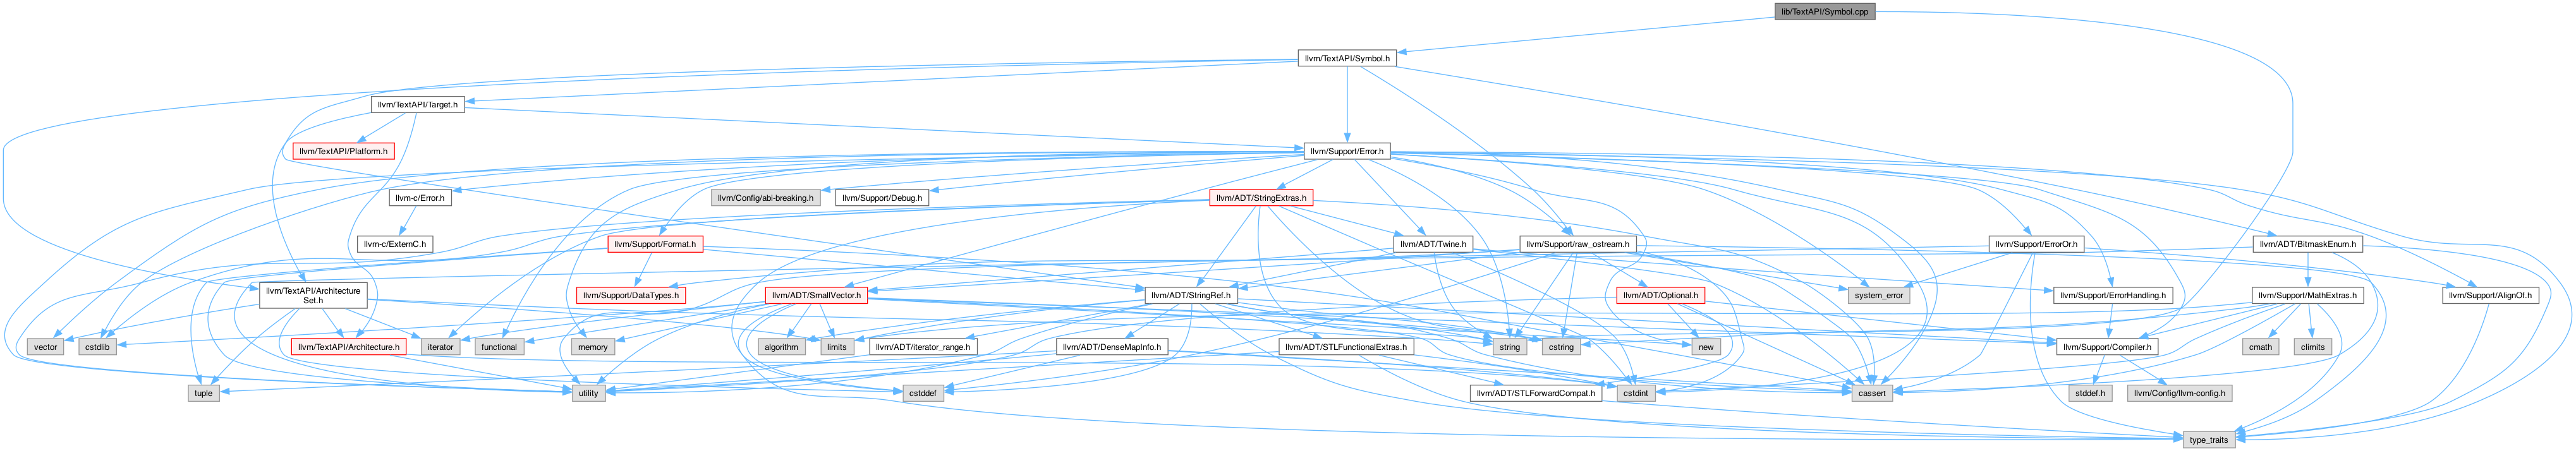 lib/TextAPI/Symbol.cpp
llvm/TextAPI/Symbol.h
llvm/TextAPI/Target.h
llvm/TextAPI/Platform.h
llvm/Support/Error.h
llvm-c/Error.h
llvm/Config/abi-breaking.h
llvm/Support/Debug.h
llvm/ADT/StringExtras.h
llvm-c/ExternC.h
llvm/Support/Format.h
llvm/ADT/Twine.h
llvm/Support/raw_ostream.h
llvm/Support/ErrorOr.h
llvm/ADT/BitmaskEnum.h
llvm/TextAPI/Architecture
Set.h
llvm/Support/DataTypes.h
llvm/ADT/SmallVector.h
llvm/ADT/StringRef.h
llvm/ADT/Optional.h
system_error
llvm/Support/ErrorHandling.h
llvm/Support/MathExtras.h
llvm/Support/AlignOf.h
vector
cstdlib
llvm/TextAPI/Architecture.h
iterator
functional
memory
algorithm
limits
llvm/ADT/iterator_range.h
llvm/ADT/DenseMapInfo.h
llvm/ADT/STLFunctionalExtras.h
string
cstring
new
llvm/Support/Compiler.h
cmath
climits
tuple
utility
cstddef
llvm/ADT/STLForwardCompat.h
cstdint
cassert
stddef.h
llvm/Config/llvm-config.h
type_traits